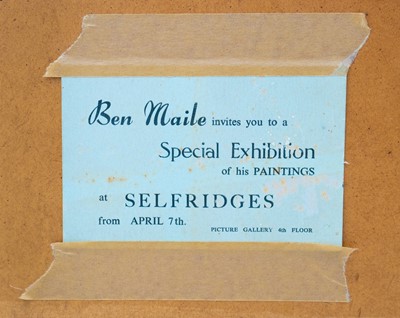 Ben Maile invites you to a
Special Exhibition
of his PAINTINGS
at SELFRIDGES
from APRIL 7th.
PICTURE GALLERY 4th FLOOR